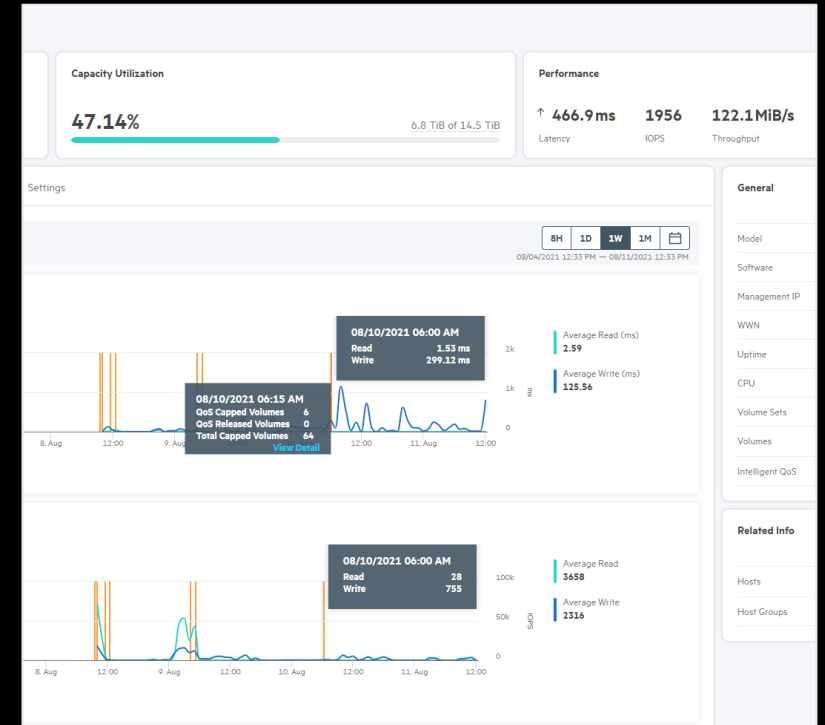 Capacity Utilization
47.14%
6.8 TiB of 14.5 TiB
Performance
466.9ms 1956 122.1MiB/s
Latency IOPS Throughput
Settings
8H 1D 1W 1M
08/04/2021 12:33 PM — 08/11/2021 12:33 PM
08/10/2021 06:00 AM
Read 1.53 ms
Write 299.12 ms
08/10/2021 06:15 AM
QoS Capped Volumes 6
QoS Released Volumes 0
Total Capped Volumes 64
View Detail
2k
1k
0
ms
8. Aug 12:00 9. Aug 12:00 11. Aug 12:00
Average Read (ms)
2.59
Average Write (ms)
125.56
08/10/2021 06:00 AM
Read 28
Write 755
100k
50k
0
IOPS
8. Aug 12:00 9. Aug 12:00 10. Aug 12:00 11. Aug 12:00
Average Read
3658
Average Write
2316
General
Model
Software
Management IP
WWN
Uptime
CPU
Volume Sets
Volumes
Intelligent QoS
Related Info
Hosts
Host Groups